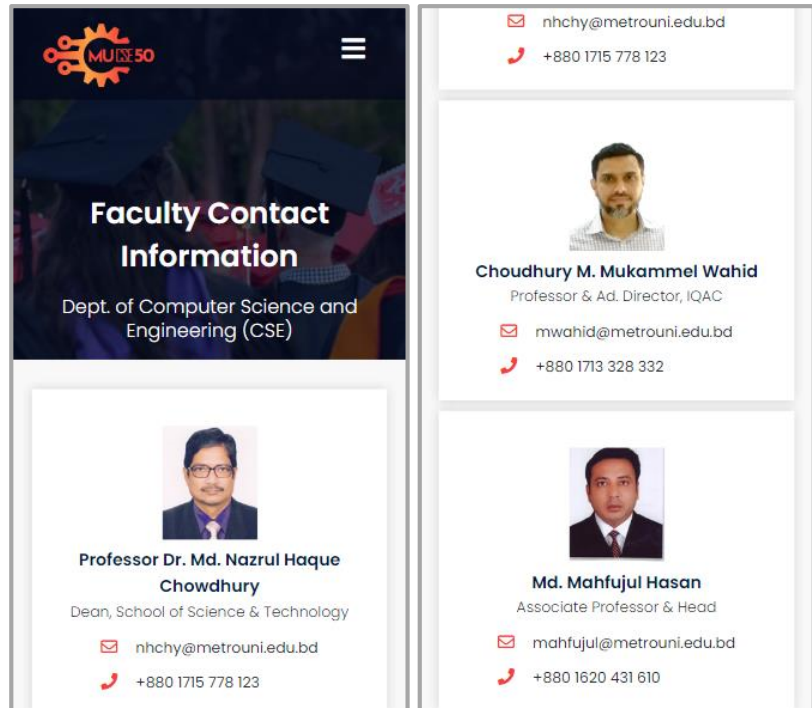 MU CSE 50
Faculty Contact
Information
Dept. of Computer Science and
Engineering (CSE)
Professor Dr. Md. Nazrul Haque
Chowdhury
Dean, School of Science & Technology
nhchy@metrouni.edu.bd
+880 1715 778 123
nhchy@metrouni.edu.bd
+880 1715 778 123
Choudhury M. Mukammel Wahid
Professor & Ad. Director, IQAC
mwahid@metrouni.edu.bd
+880 1713 328 332
Md. Mahfujul Hasan
Associate Professor & Head
mahfujul@metrouni.edu.bd
+880 1620 431 610